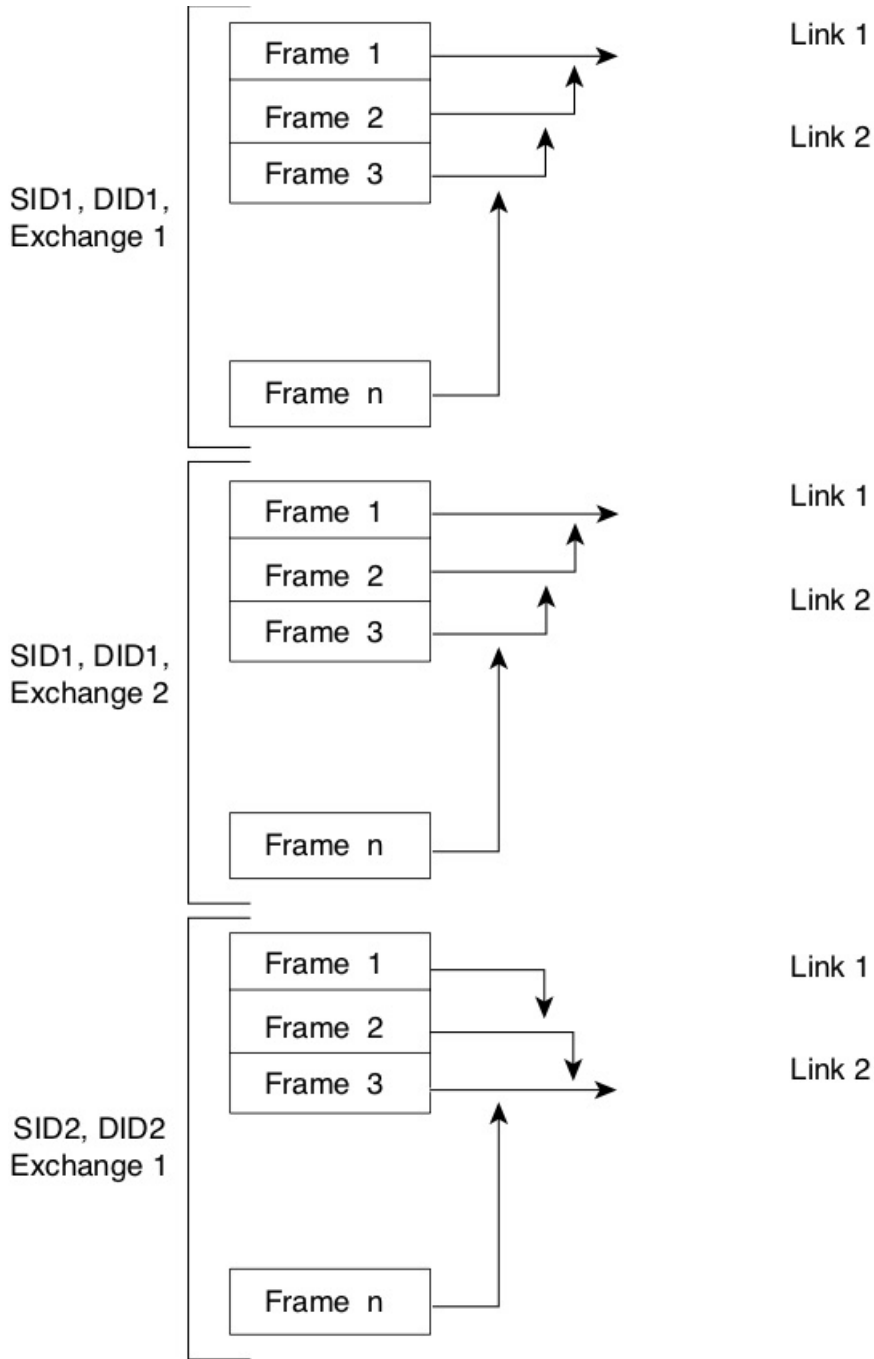 SID1, DID1,
Exchange 1
Frame 1
Frame 2
Frame 3
Frame n
Link 1
Link 2
SID1, DID1,
Exchange 2
Frame 1
Frame 2
Frame 3
Frame n
Link 1
Link 2
SID2, DID2
Exchange 1
Frame 1
Frame 2
Frame 3
Frame n
Link 1
Link 2